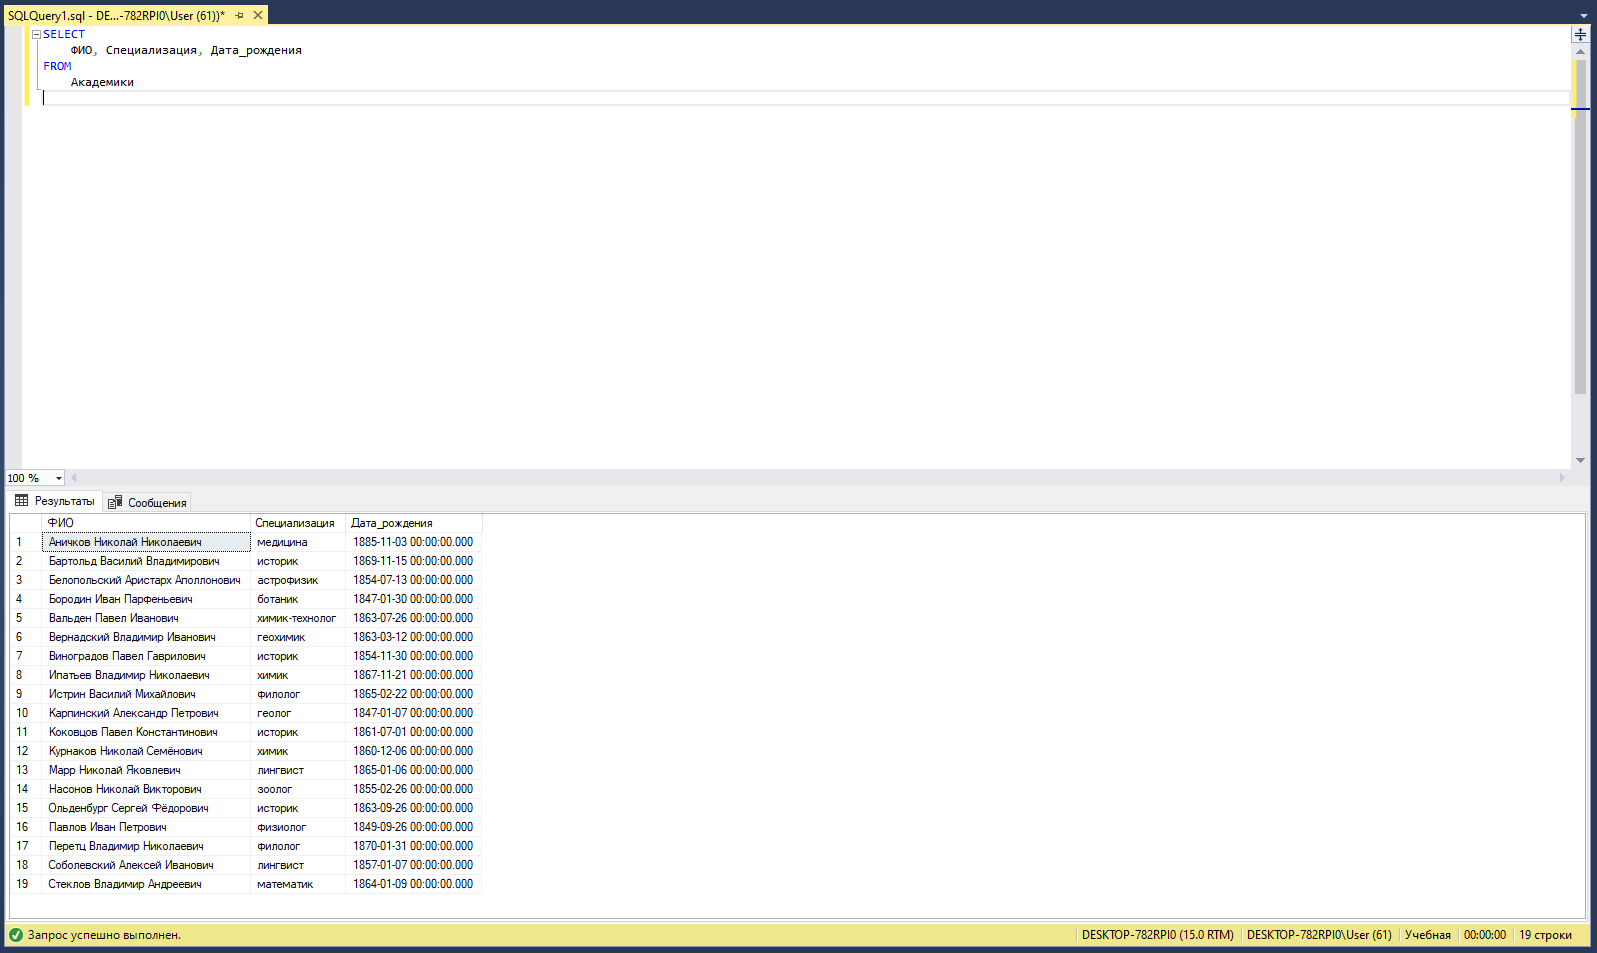 SQLQuery1.sql - DE...-782RPI0\User (61))*
SELECT
ФИО, Специализация, Дата_рождения
FROM
Академики
100 %
Результаты Сообщения
ФИО Специализация Дата_рождения
1 Аничков Николай Николаевич медицина 1885-11-03 00:00:00.000
2 Бартольд Василий Владимирович историк 1869-11-15 00:00:00.000
3 Белопольский Аристарх Аполлонович астрофизик 1854-07-13 00:00:00.000
4 Бородин Иван Парфеньевич ботаник 1847-01-30 00:00:00.000
5 Вальден Павел Иванович химик-технолог 1863-07-26 00:00:00.000
6 Вернадский Владимир Иванович геохимик 1863-03-12 00:00:00.000
7 Виноградов Павел Гаврилович историк 1854-11-30 00:00:00.000
8 Ипатьев Владимир Николаевич химик 1867-11-21 00:00:00.000
9 Истрин Василий Михайлович филолог 1865-02-22 00:00:00.000
10 Карпинский Александр Петрович геолог 1847-01-07 00:00:00.000
11 Коковцов Павел Константинович историк 1861-07-01 00:00:00.000
12 Курнаков Николай Семёнович химик 1860-12-06 00:00:00.000
13 Марр Николай Яковлевич лингвист 1865-01-06 00:00:00.000
14 Насонов Николай Викторович зоолог 1855-02-26 00:00:00.000
15 Ольденбург Сергей Фёдорович историк 1863-09-26 00:00:00.000
16 Павлов Иван Петрович физиолог 1849-09-26 00:00:00.000
17 Перетц Владимир Николаевич филолог 1870-01-31 00:00:00.000
18 Соболевский Алексей Иванович лингвист 1857-01-07 00:00:00.000
19 Стеклов Владимир Андреевич математик 1864-01-09 00:00:00.000
Запрос успешно выполнен. DESKTOP-782RPI0 (15.0 RTM) DESKTOP-782RPI0\User (61) Учебная 00:00:00 19 строки